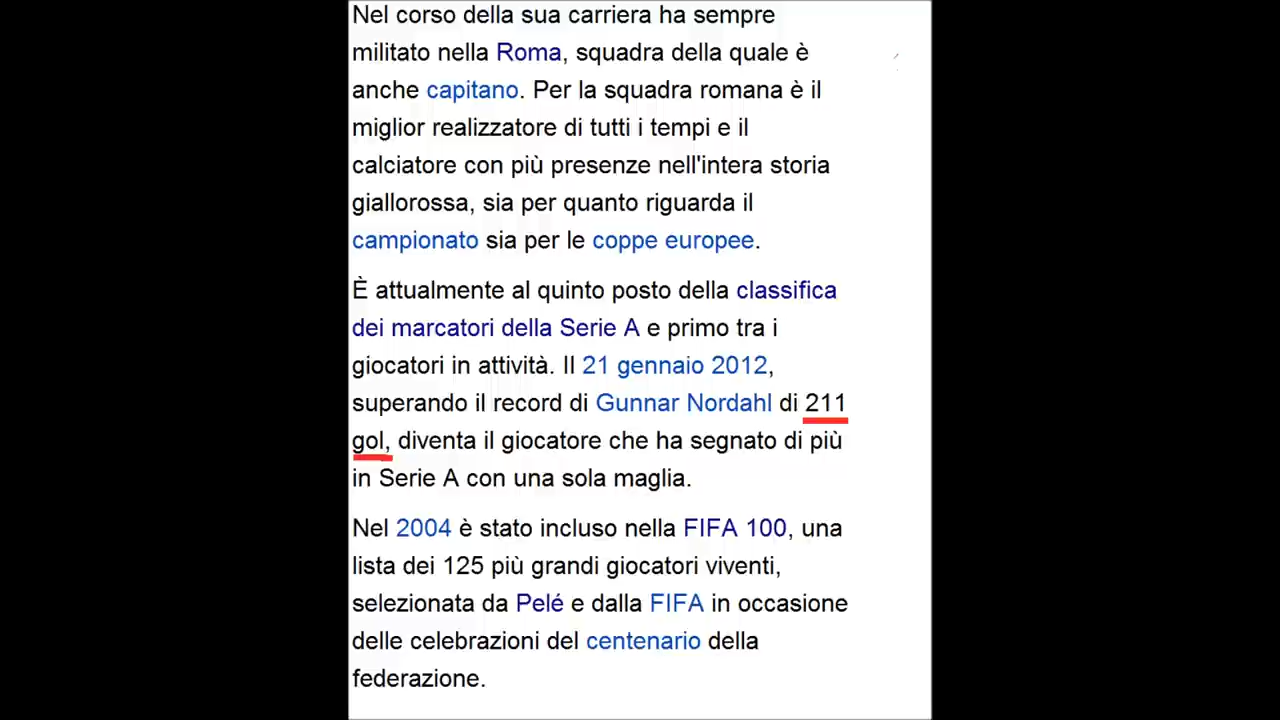 Nel corso della sua carriera ha sempre
militato nella Roma, squadra della quale è
anche capitano. Per la squadra romana è il
miglior realizzatore di tutti i tempi e il
calciatore con più presenze nell'intera storia
giallorossa, sia per quanto riguarda il
campionato sia per le coppe europee.
È attualmente al quinto posto della classifica
dei marcatori della Serie A e primo tra i
giocatori in attività. Il 21 gennaio 2012,
superando il record di Gunnar Nordahl di 211
gol, diventa il giocatore che ha segnato di più
in Serie A con una sola maglia.
Nel 2004 è stato incluso nella FIFA 100, una
lista dei 125 più grandi giocatori viventi,
selezionata da Pelé e dalla FIFA in occasione
delle celebrazioni del centenario della
federazione.